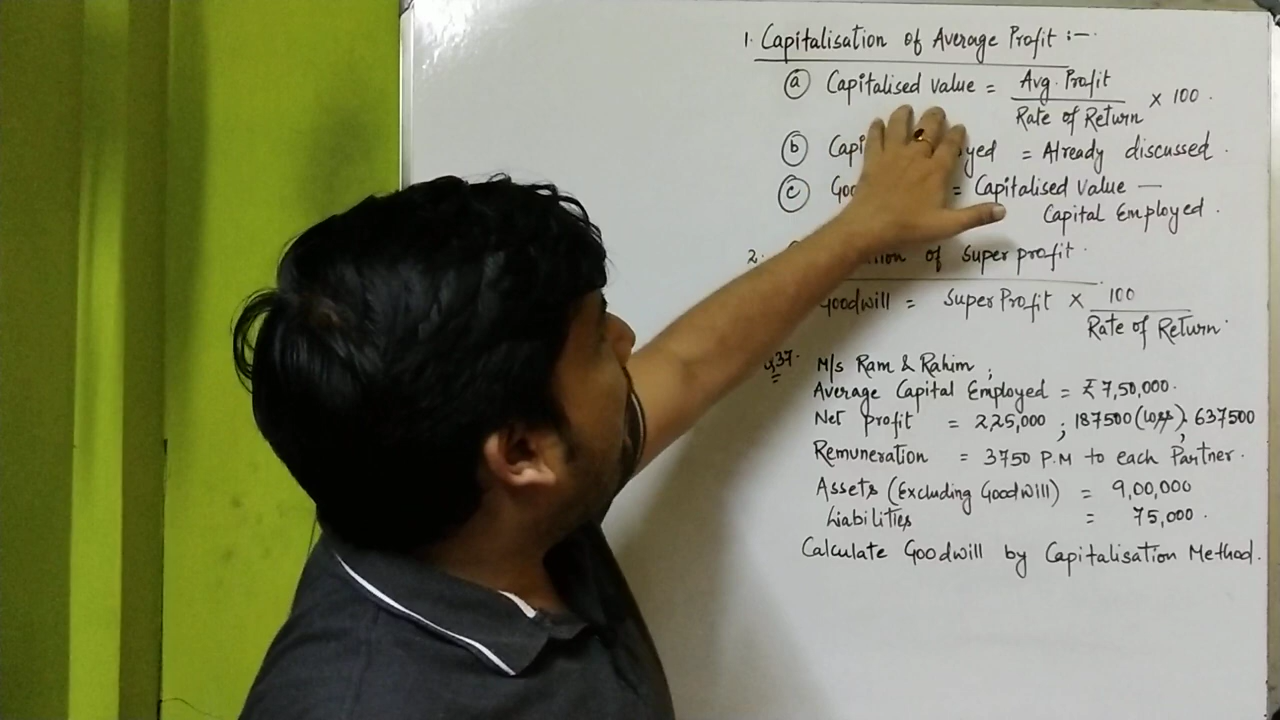 1. Capitalisation of Average Profit :-
(a) Capitalised value = Avg. Profit / Rate of Return × 100.
(b) = Already discussed.
(c) = Capitalised Value —
Capital Employed.
2. of Super profit.
Goodwill = Super Profit × 100 / Rate of Return.
37. M/s Ram & Rahim ;
Average Capital Employed = ₹ 7,50,000.
Net profit = 225,000 ; 187500 (loss) ; 637500
Remuneration = 3750 P.M to each Partner.
Assets (Excluding Goodwill) = 9,00,000
Liabilities = 75,000.
Calculate Goodwill by Capitalisation Method.